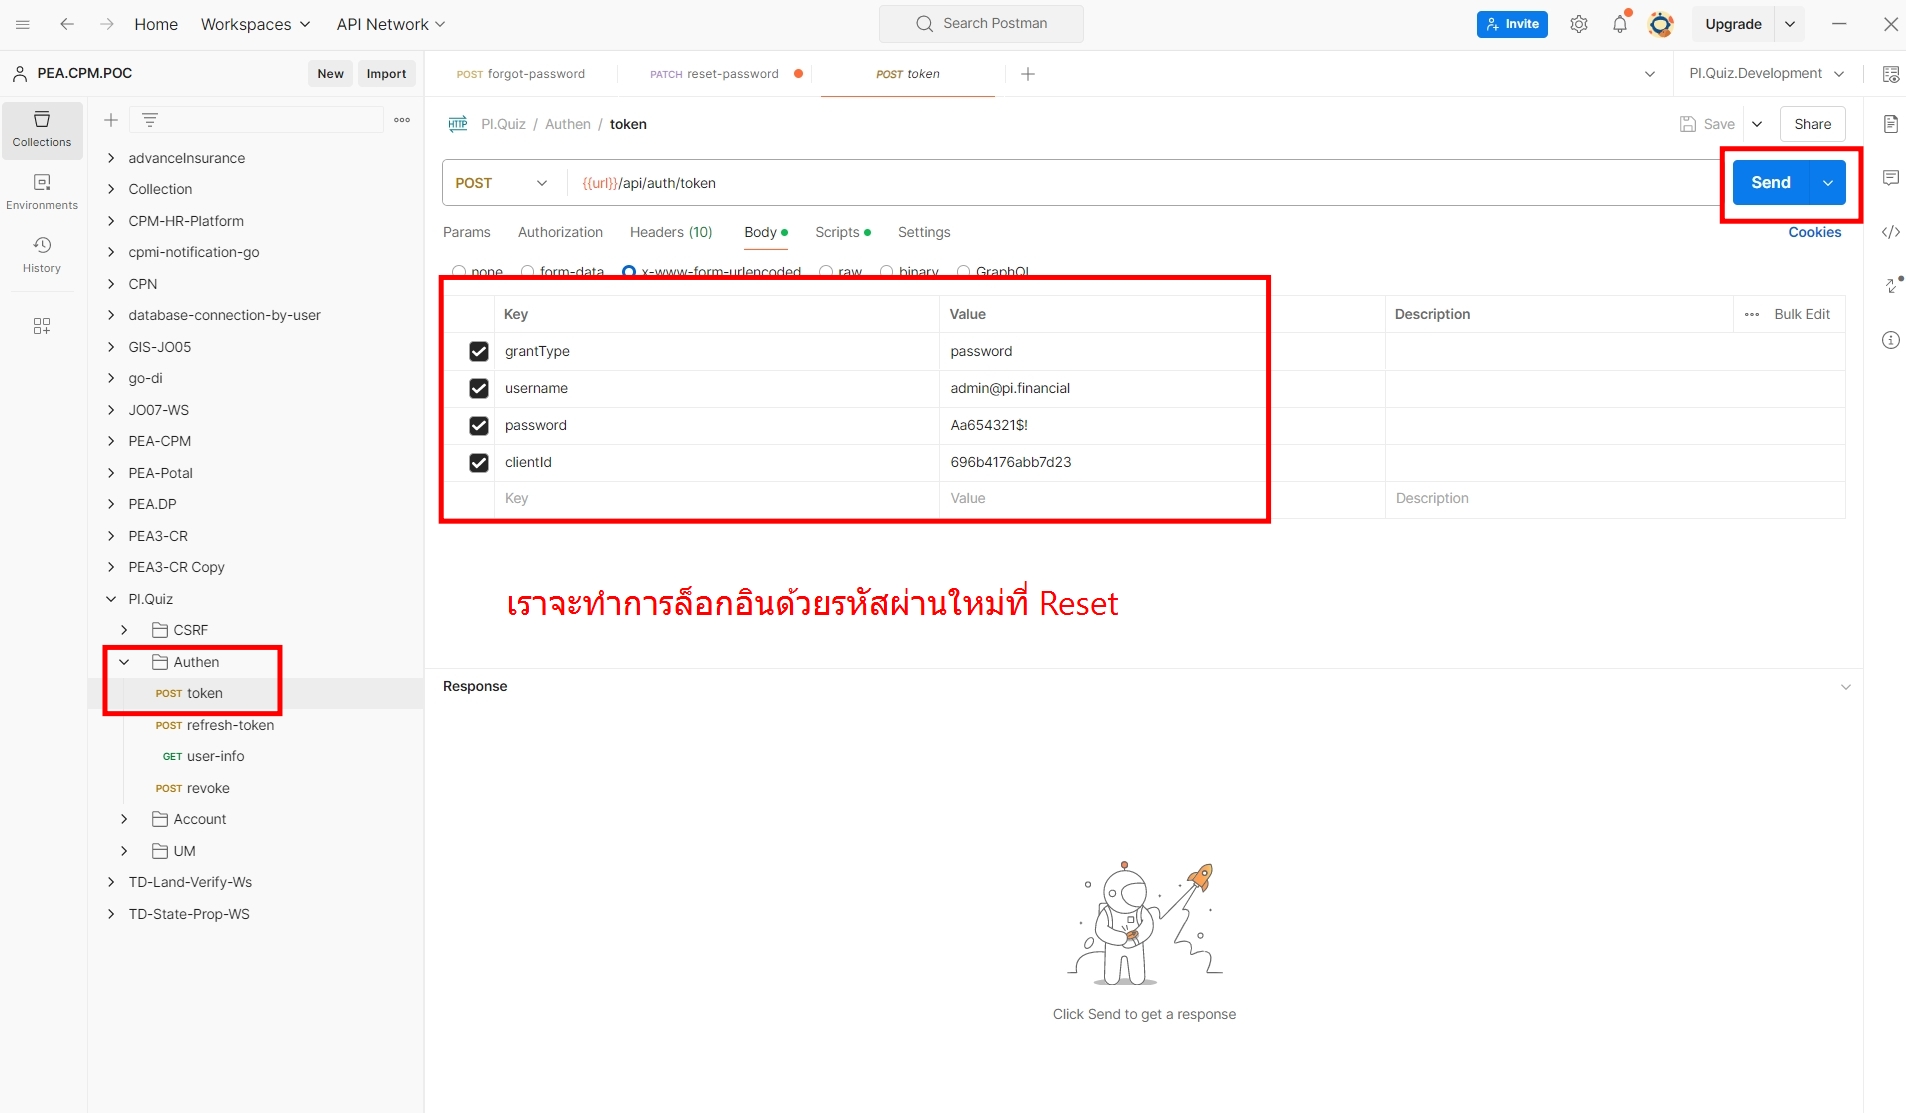 Home Workspaces API Network Search Postman Invite Upgrade
PEA.CPM.POC New Import POST forgot-password PATCH reset-password POST token PI.Quiz.Development
Collections
Environments
History
advanceInsurance
Collection
CPM-HR-Platform
cpmi-notification-go
CPN
database-connection-by-user
GIS-JO05
go-di
JO07-WS
PEA-CPM
PEA-Potal
PEA.DP
PEA3-CR
PEA3-CR Copy
PI.Quiz
CSRF
Authen
POST token
POST refresh-token
GET user-info
POST revoke
Account
UM
TD-Land-Verify-Ws
TD-State-Prop-WS
HTTP PI.Quiz / Authen / token Save Share
POST {{url}}/api/auth/token Send
Params Authorization Headers (10) Body Scripts Settings Cookies
none form-data x-www-form-urlencoded raw binary GraphQL
Key Value Description Bulk Edit
grantType password
username admin@pi.financial
password Aa654321$!
clientId 696b4176abb7d23
Key Value Description
เราจะทำการล็อกอินด้วยรหัสผ่านใหม่ที่ Reset
Response
Click Send to get a response